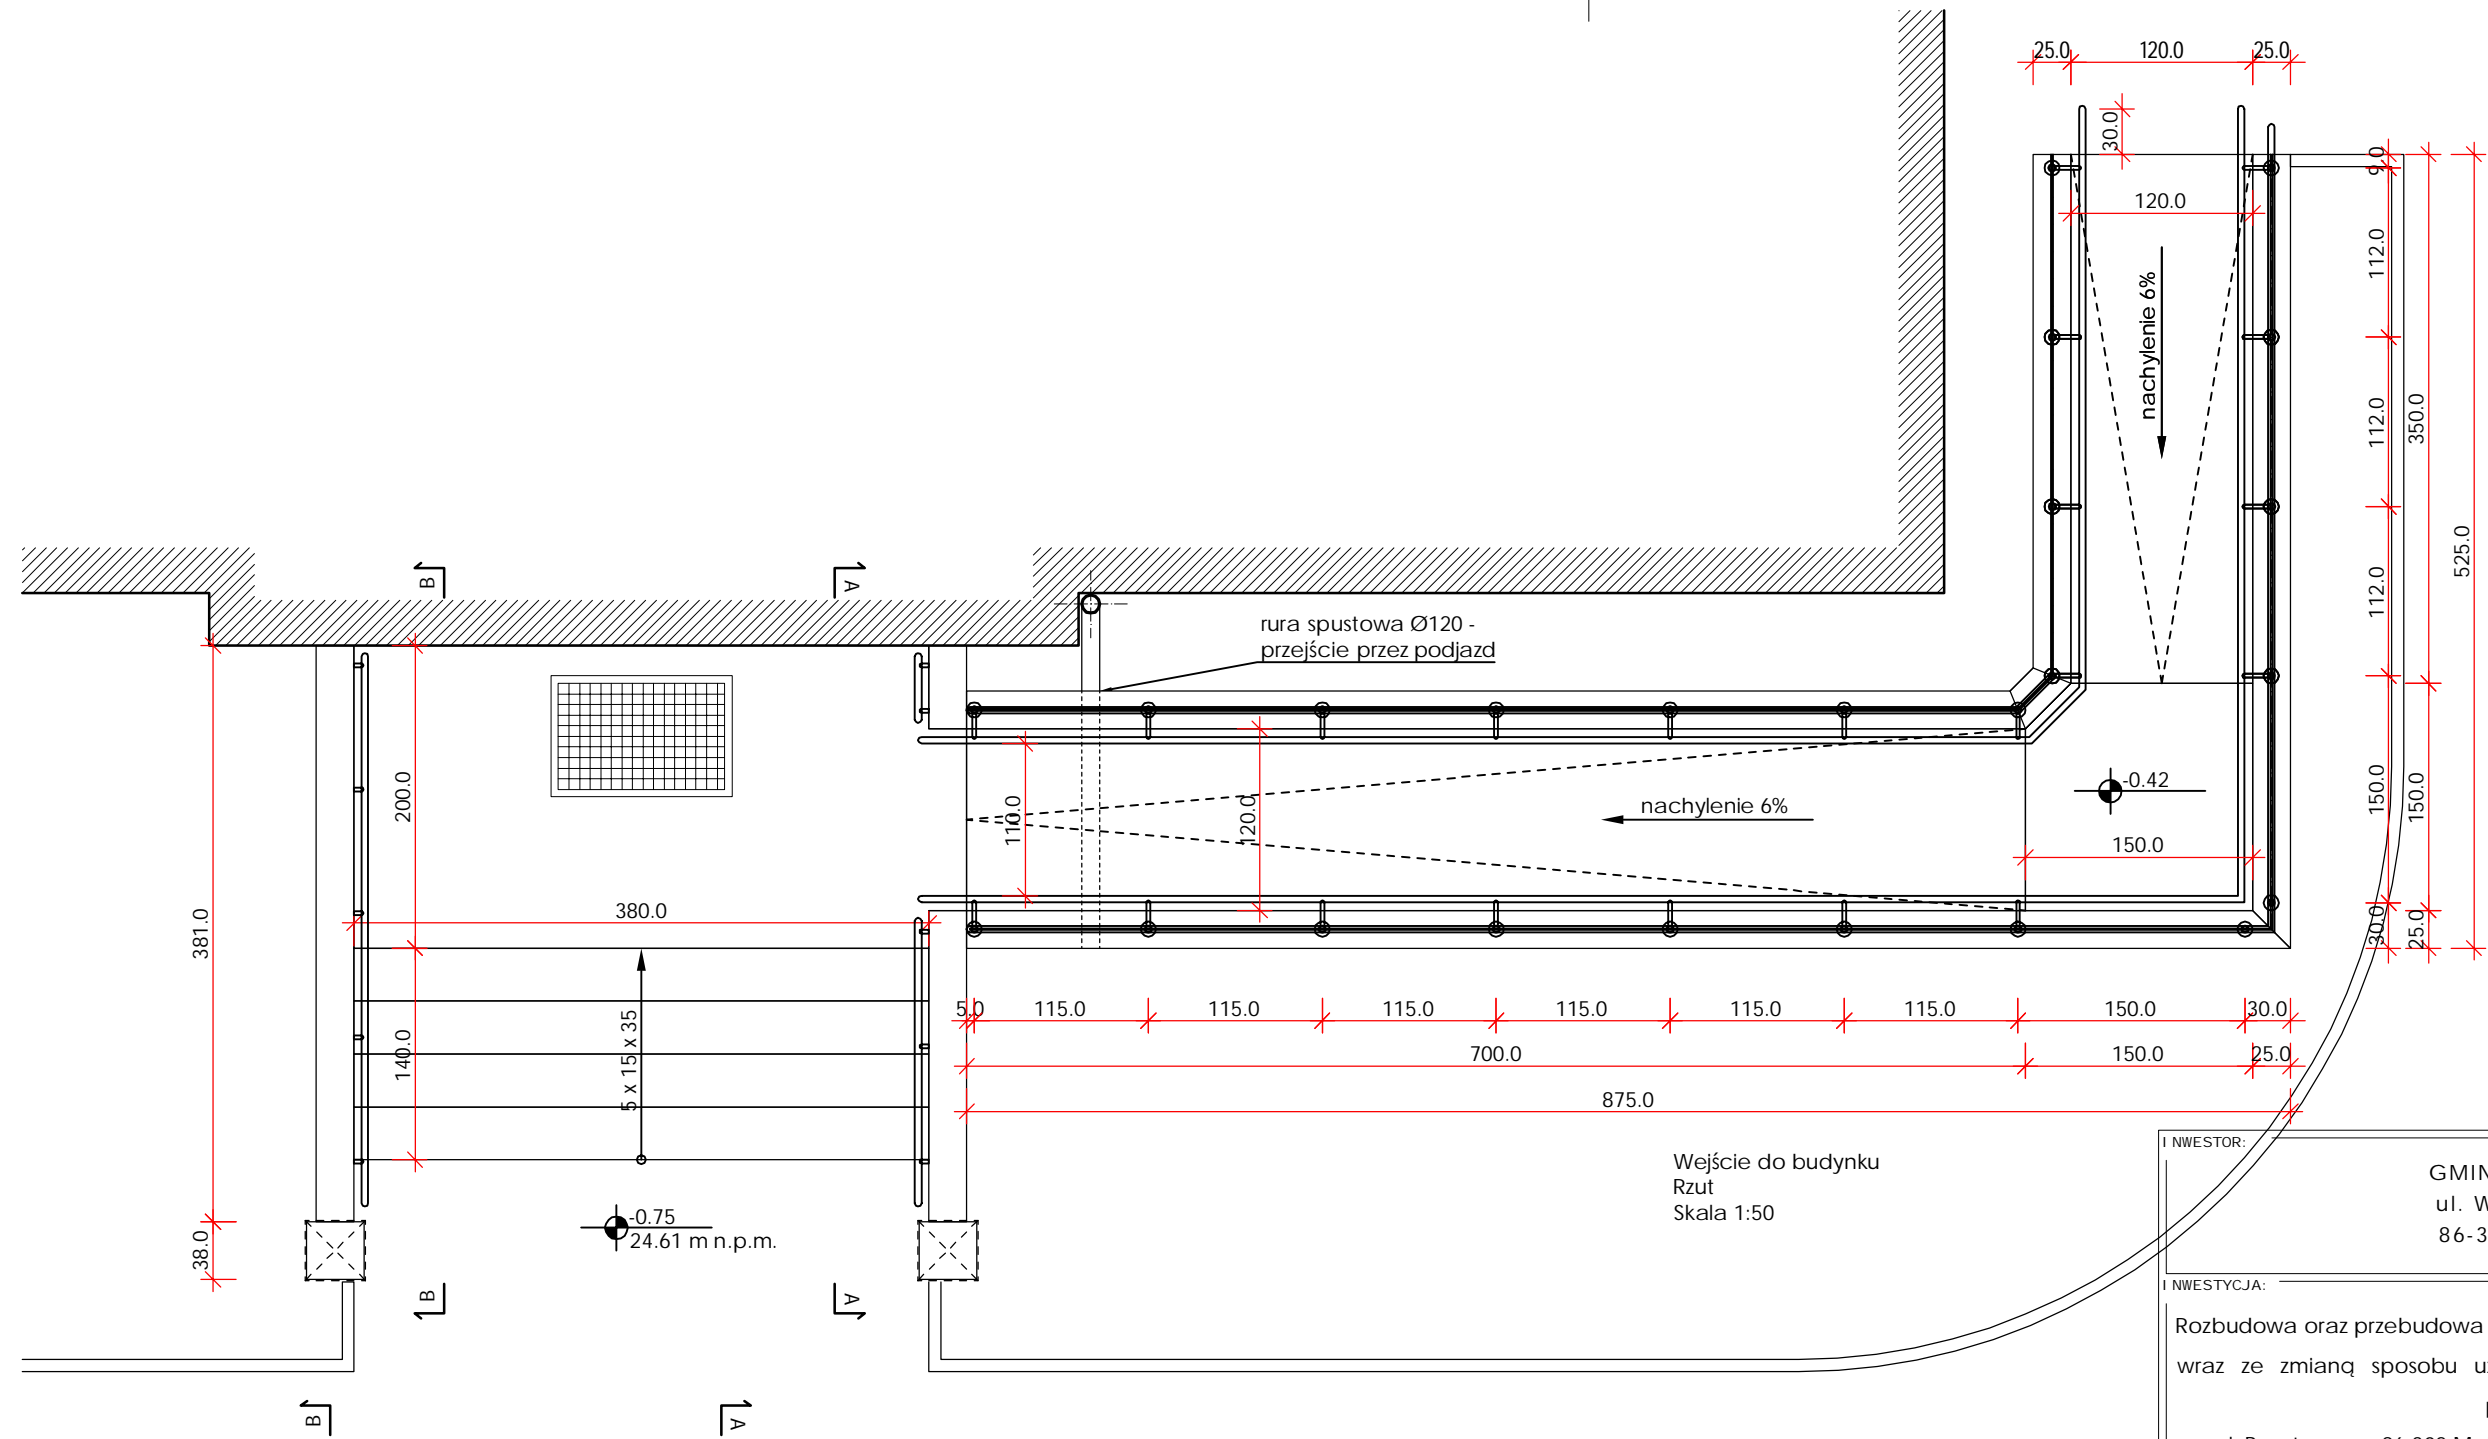 25.0 120.0 25.0
30.0
120.0
nachylenie 6%
9.0
112.0
112.0
112.0
150.0
30.0
350.0
150.0
25.0
525.0
B A
rura spustowa Ø120 -
przejście przez podjazd
200.0
110.0
120.0
nachylenie 6%
-0.42
150.0
381.0
380.0
140.0
5 x 15 x 35
38.0
5.0 115.0 115.0 115.0 115.0 115.0 115.0 150.0 30.0
700.0 150.0 25.0
875.0
-0.75
24.61 m n.p.m.
Wejście do budynku
Rzut
Skala 1:50
B A
B A
INWESTOR:
GMIN
ul. W
86-3
INWESTYCJA:
Rozbudowa oraz przebudowa
wraz ze zmianą sposobu